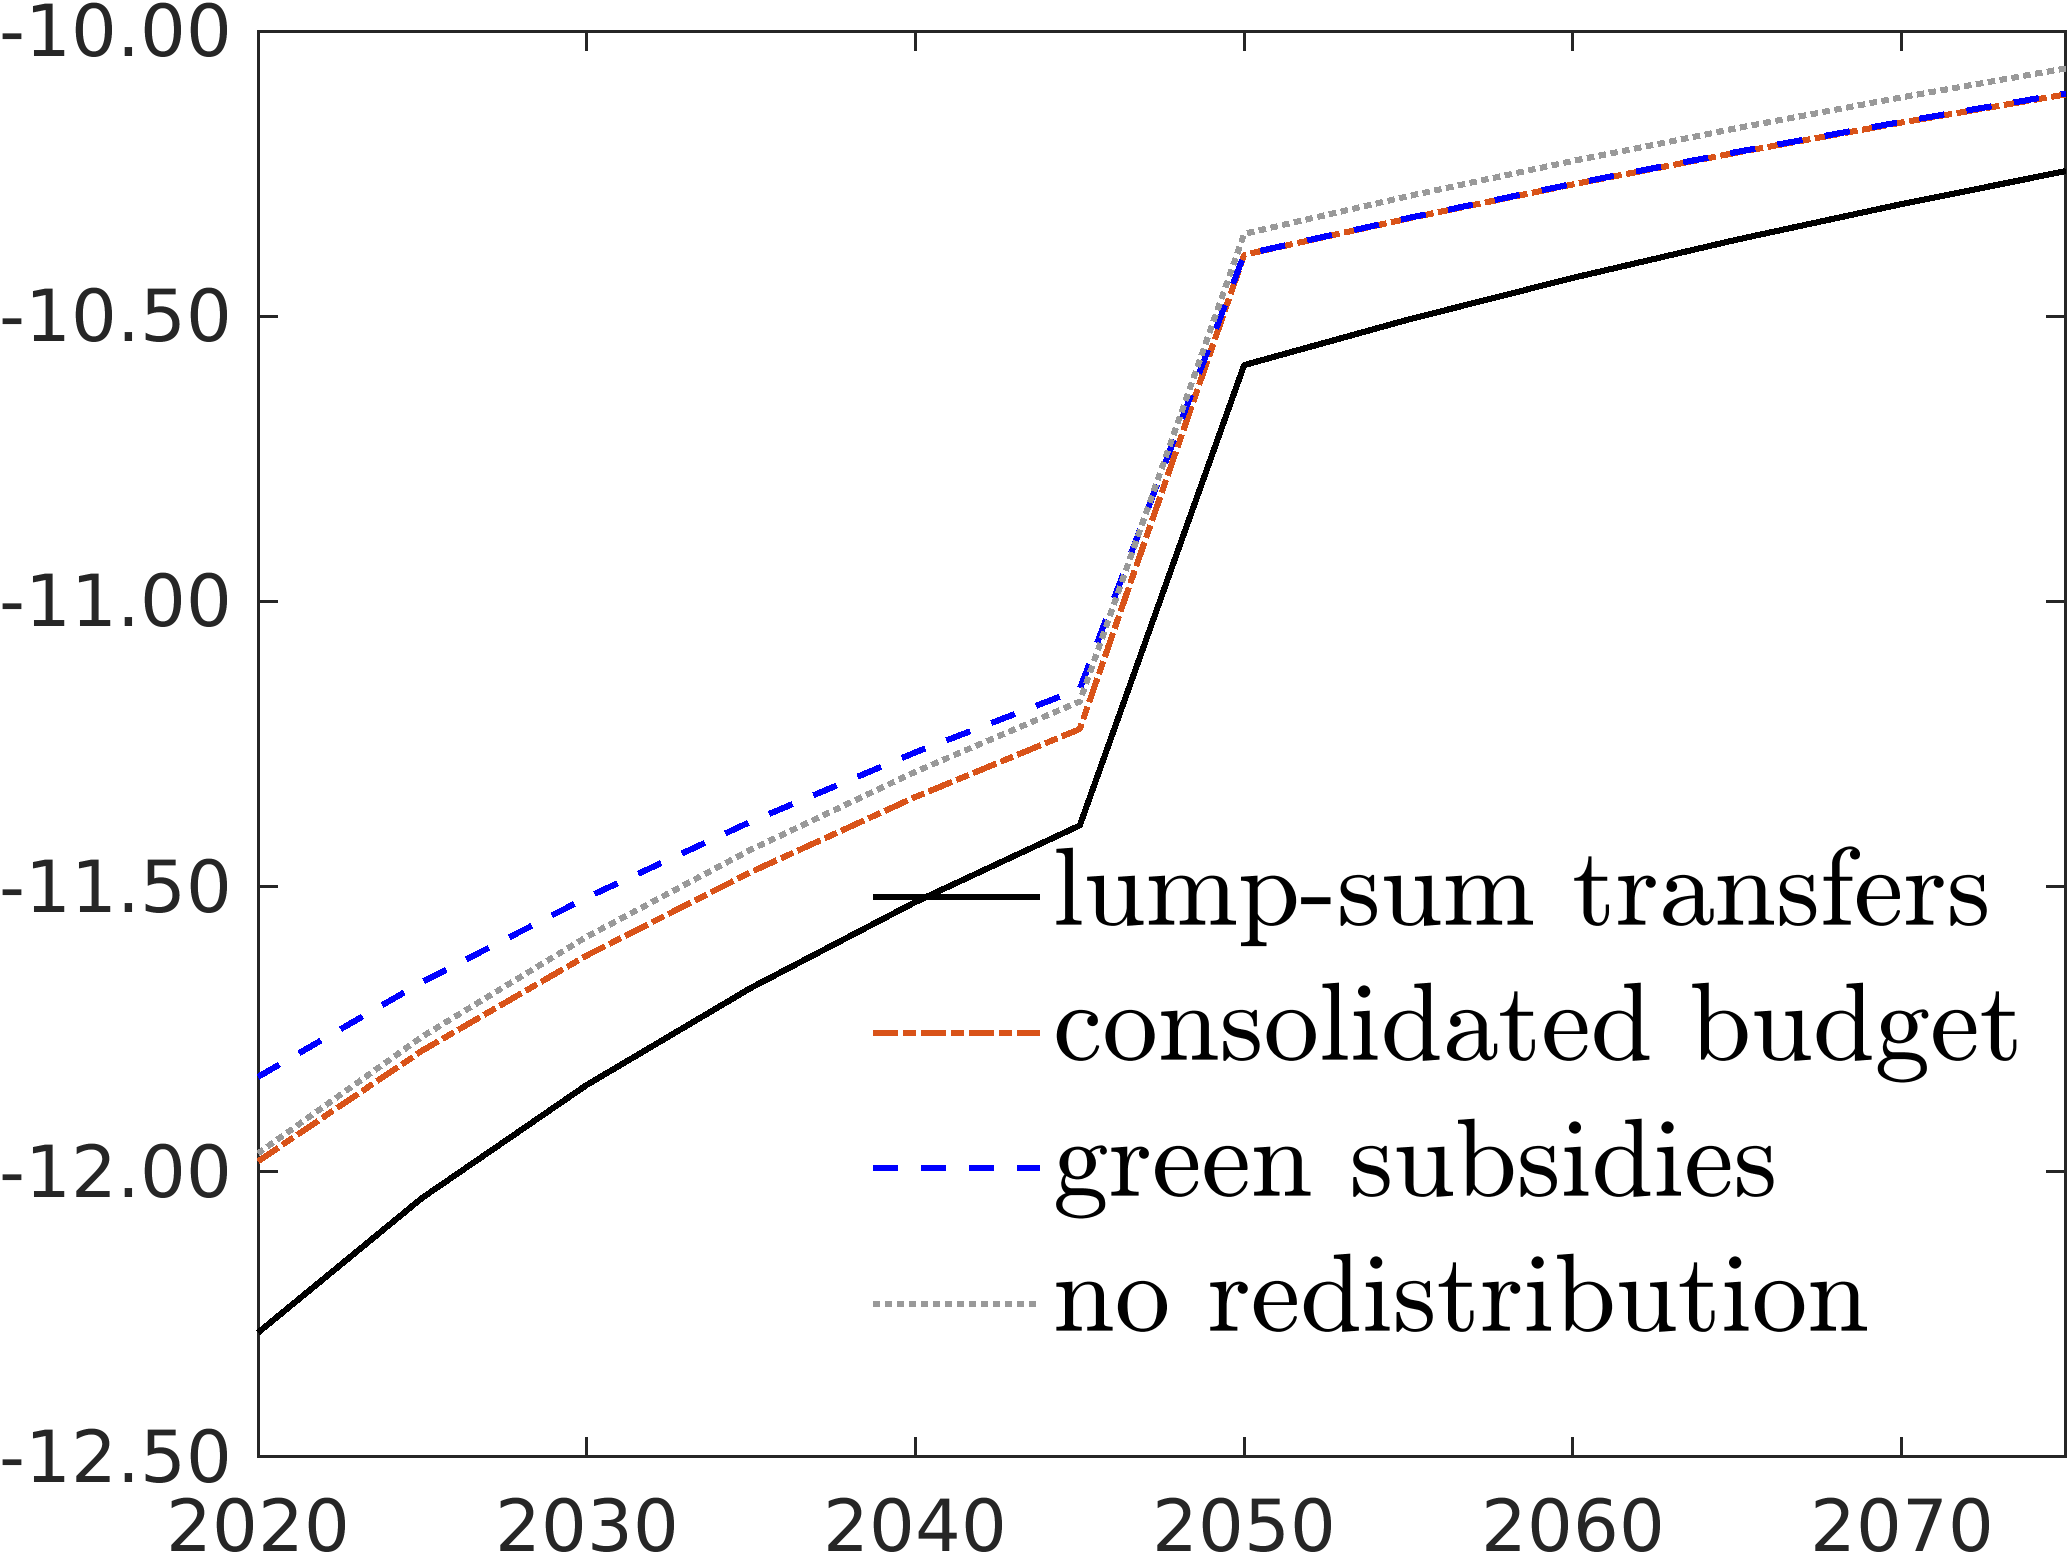 -10.00
-10.50
-11.00
-11.50
-12.00
-12.50
lump-sum transfers
consolidated budget
green subsidies
no redistribution
2020 2030 2040 2050 2060 2070